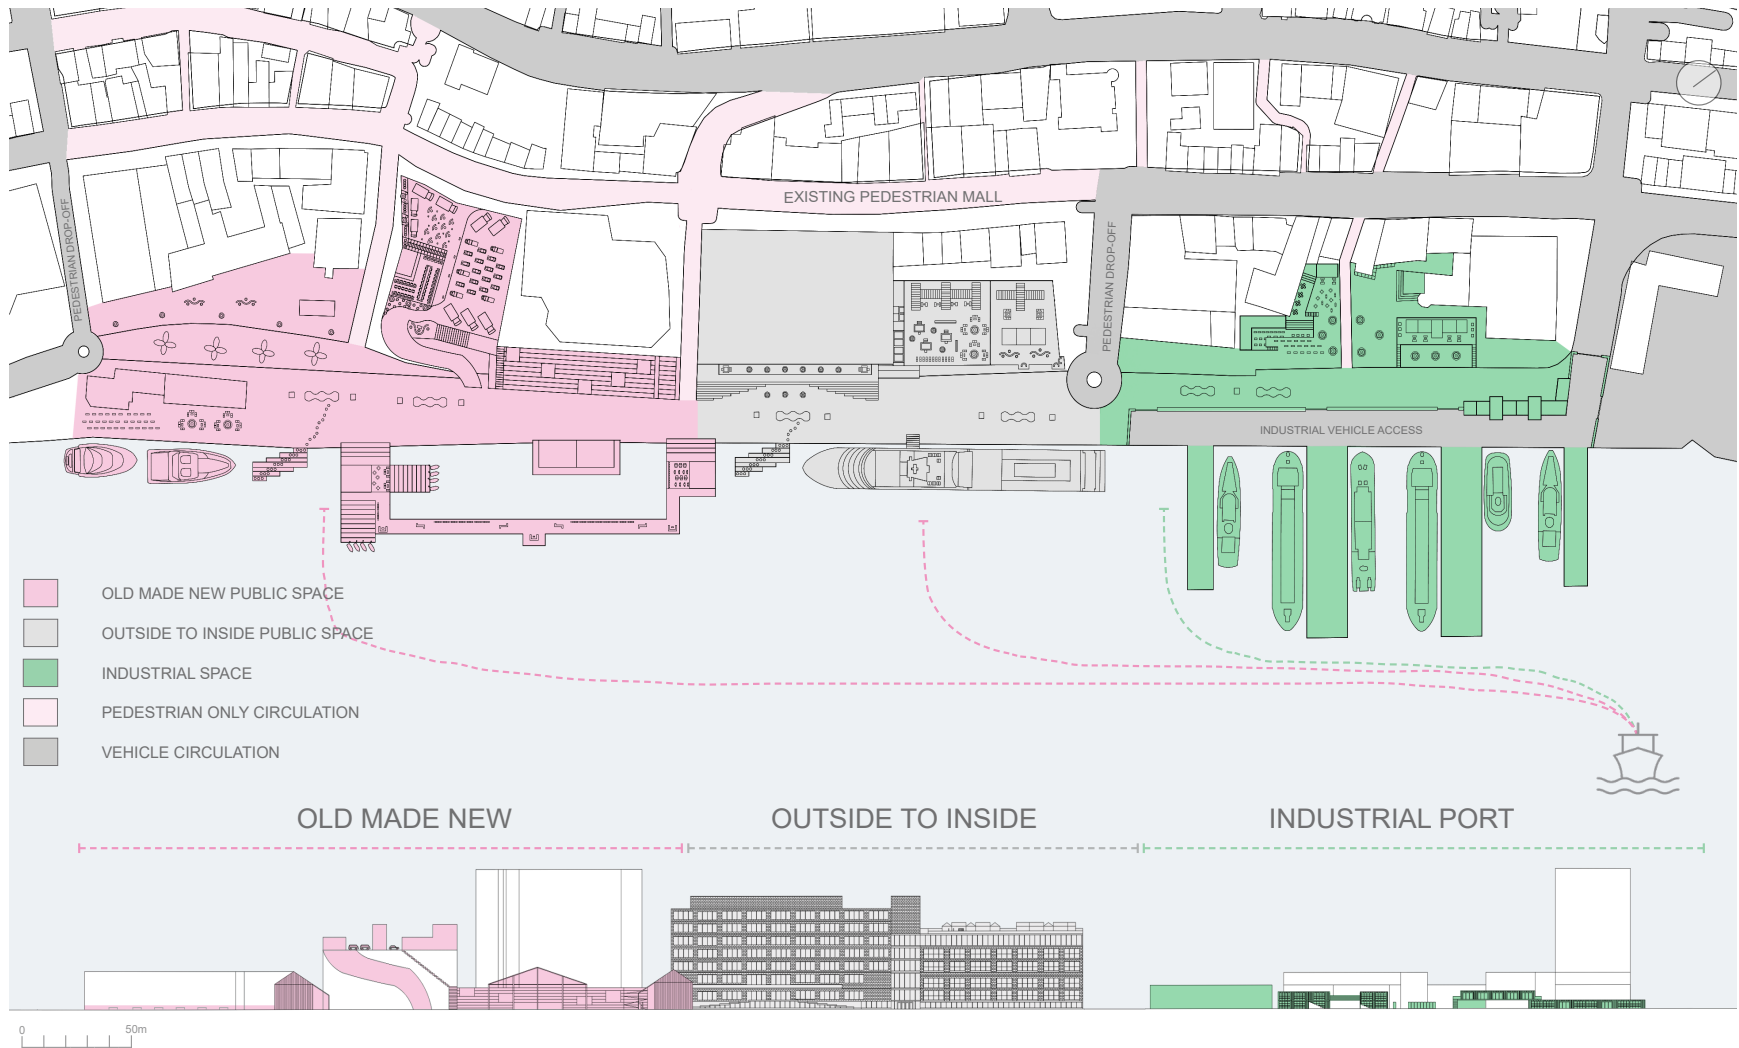 EXISTING PEDESTRIAN MALL
PEDESTRIAN DROP-OFF
PEDESTRIAN DROP-OFF
INDUSTRIAL VEHICLE ACCESS
OLD MADE NEW PUBLIC SPACE
OUTSIDE TO INSIDE PUBLIC SPACE
INDUSTRIAL SPACE
PEDESTRIAN ONLY CIRCULATION
VEHICLE CIRCULATION
OLD MADE NEW
OUTSIDE TO INSIDE
INDUSTRIAL PORT
0 50m